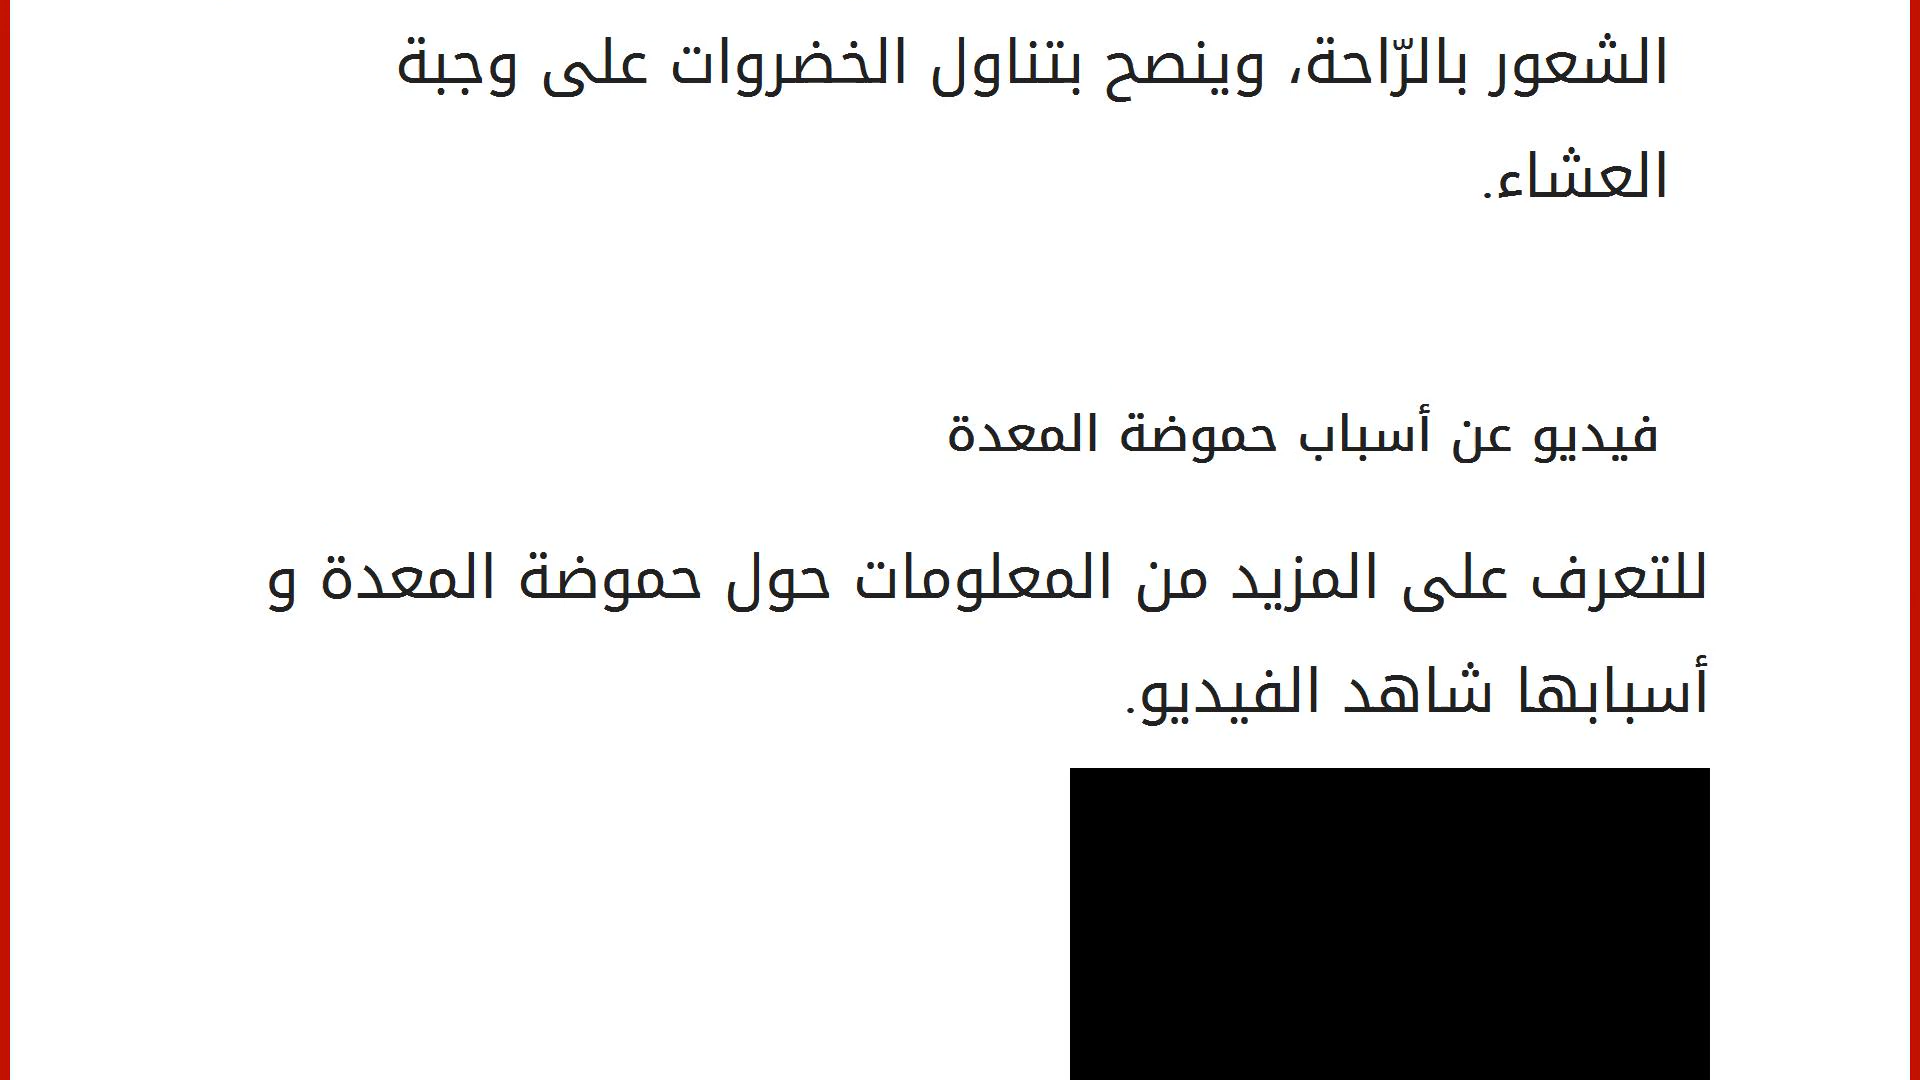 الشعور بالرّاحة، وينصح بتناول الخضروات على وجبة
العشاء.
فيديو عن أسباب حموضة المعدة
للتعرف على المزيد من المعلومات حول حموضة المعدة و
أسبابها شاهد الفيديو.